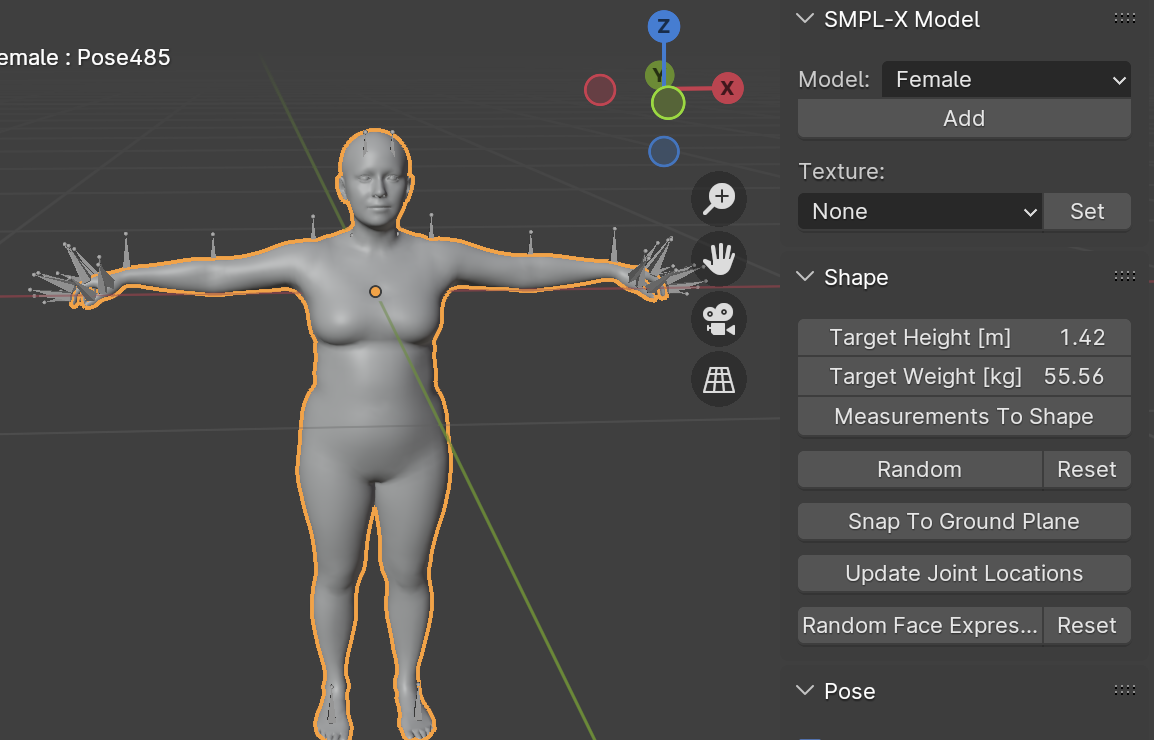 emale : Pose485
Z
Y
X
SMPL-X Model
Model: Female
Add
Texture:
None Set
Shape
Target Height [m] 1.42
Target Weight [kg] 55.56
Measurements To Shape
Random Reset
Snap To Ground Plane
Update Joint Locations
Random Face Expres... Reset
Pose